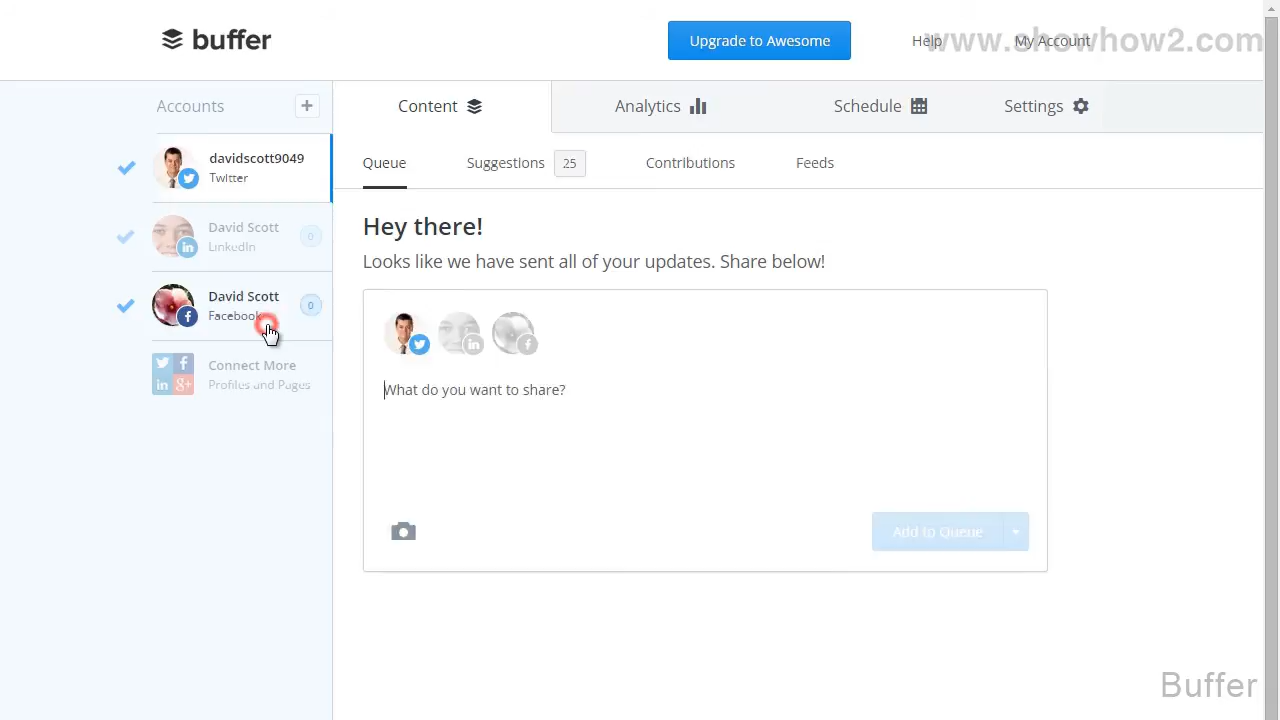 buffer
Upgrade to Awesome
Help
My Account
www.showhow2.com
Accounts
+
Content
Analytics
Schedule
Settings
davidscott9049
Twitter
David Scott
LinkedIn
0
David Scott
Facebook
0
Connect More
Profiles and Pages
Queue
Suggestions 25
Contributions
Feeds
Hey there!
Looks like we have sent all of your updates. Share below!
What do you want to share?
Add to Queue
Buffer